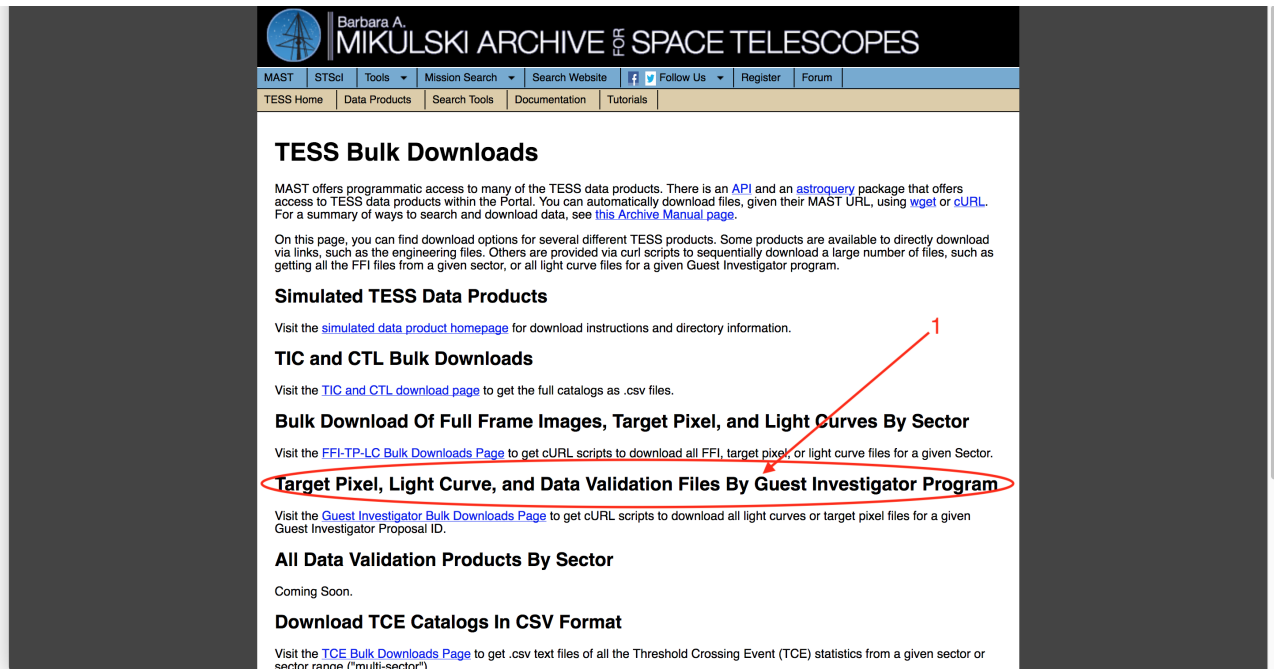 Barbara A.
MIKULSKI ARCHIVE FOR SPACE TELESCOPES
MAST STScI Tools Mission Search Search Website Follow Us Register Forum
TESS Home Data Products Search Tools Documentation Tutorials
TESS Bulk Downloads
MAST offers programmatic access to many of the TESS data products. There is an API and an astroquery package that offers
access to TESS data products within the Portal. You can automatically download files, given their MAST URL, using wget or cURL.
For a summary of ways to search and download data, see this Archive Manual page.
On this page, you can find download options for several different TESS products. Some products are available to directly download
via links, such as the engineering files. Others are provided via curl scripts to sequentially download a large number of files, such as
getting all the FFI files from a given sector, or all light curve files for a given Guest Investigator program.
Simulated TESS Data Products
1
Visit the simulated data product homepage for download instructions and directory information.
TIC and CTL Bulk Downloads
Visit the TIC and CTL download page to get the full catalogs as .csv files.
Bulk Download Of Full Frame Images, Target Pixel, and Light Curves By Sector
Visit the FFI-TP-LC Bulk Downloads Page to get cURL scripts to download all FFI, target pixel, or light curve files for a given Sector.
Target Pixel, Light Curve, and Data Validation Files By Guest Investigator Program
Visit the Guest Investigator Bulk Downloads Page to get cURL scripts to download all light curves or target pixel files for a given
Guest Investigator Proposal ID.
All Data Validation Products By Sector
Coming Soon.
Download TCE Catalogs In CSV Format
Visit the TCE Bulk Downloads Page to get .csv text files of all the Threshold Crossing Event (TCE) statistics from a given sector or
sector range ("multi-sector")